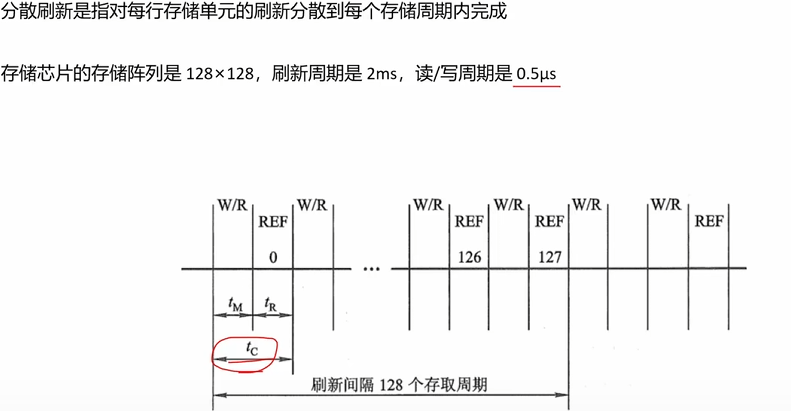 分散刷新是指对每行存储单元的刷新分散到每个存储周期内完成
存储芯片的存储阵列是 128×128，刷新周期是 2ms，读/写周期是 0.5μs
W/R W/R W/R W/R W/R W/R
REF REF REF REF
0 ··· 126 127
tM tR
tC
刷新间隔 128 个存取周期